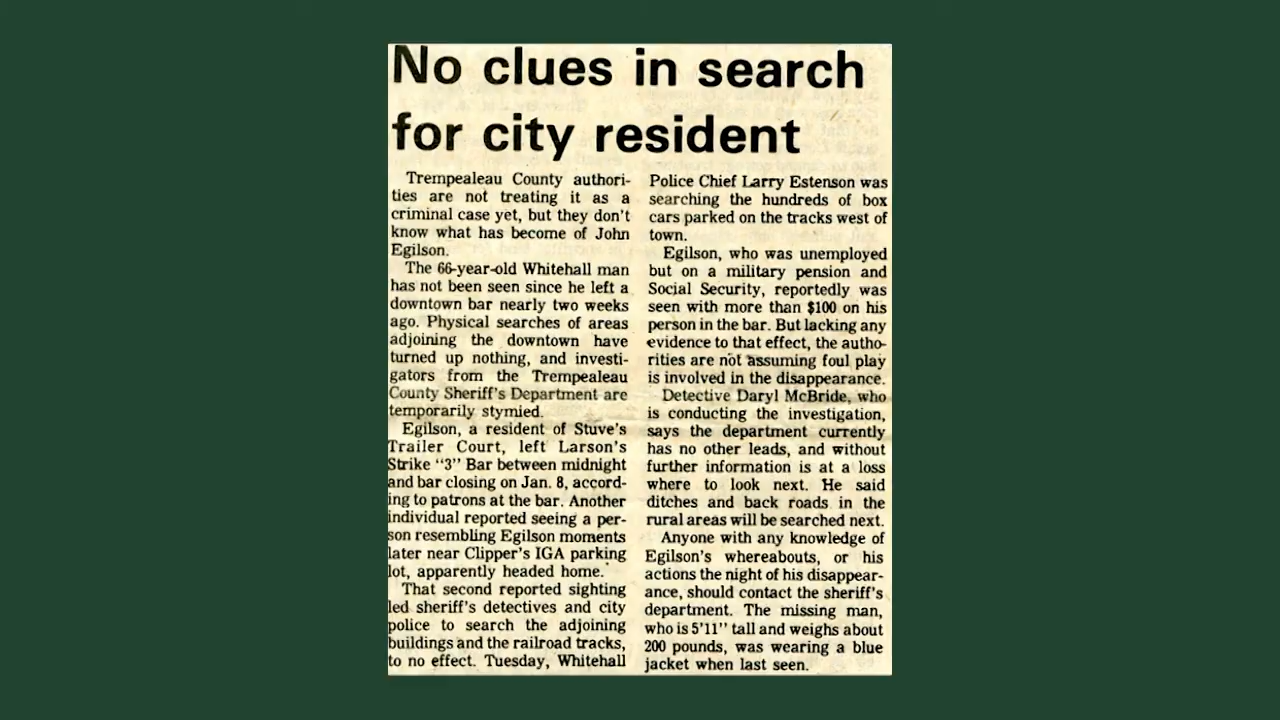 No clues in search
for city resident
Trempealeau County authori-
ties are not treating it as a
criminal case yet, but they don't
know what has become of John
Egilson.
The 66-year-old Whitehall man
has not been seen since he left a
downtown bar nearly two weeks
ago. Physical searches of areas
adjoining the downtown have
turned up nothing, and investi-
gators from the Trempealeau
County Sheriff's Department are
temporarily stymied.
Egilson, a resident of Stuve's
Trailer Court, left Larson's
Strike "3" Bar between midnight
and bar closing on Jan. 8, accord-
ing to patrons at the bar. Another
individual reported seeing a per-
son resembling Egilson moments
later near Clipper's IGA parking
lot, apparently headed home.
That second reported sighting
led sheriff's detectives and city
police to search the adjoining
buildings and the railroad tracks,
to no effect. Tuesday, Whitehall
Police Chief Larry Estenson was
searching the hundreds of box
cars parked on the tracks west of
town.
Egilson, who was unemployed
but on a military pension and
Social Security, reportedly was
seen with more than $100 on his
person in the bar. But lacking any
evidence to that effect, the autho-
rities are not assuming foul play
is involved in the disappearance.
Detective Daryl McBride, who
is conducting the investigation,
says the department currently
has no other leads, and without
further information is at a loss
where to look next. He said
ditches and back roads in the
rural areas will be searched next.
Anyone with any knowledge of
Egilson's whereabouts, or his
actions the night of his disappear-
ance, should contact the sheriff's
department. The missing man,
who is 5'11" tall and weighs about
200 pounds, was wearing a blue
jacket when last seen.